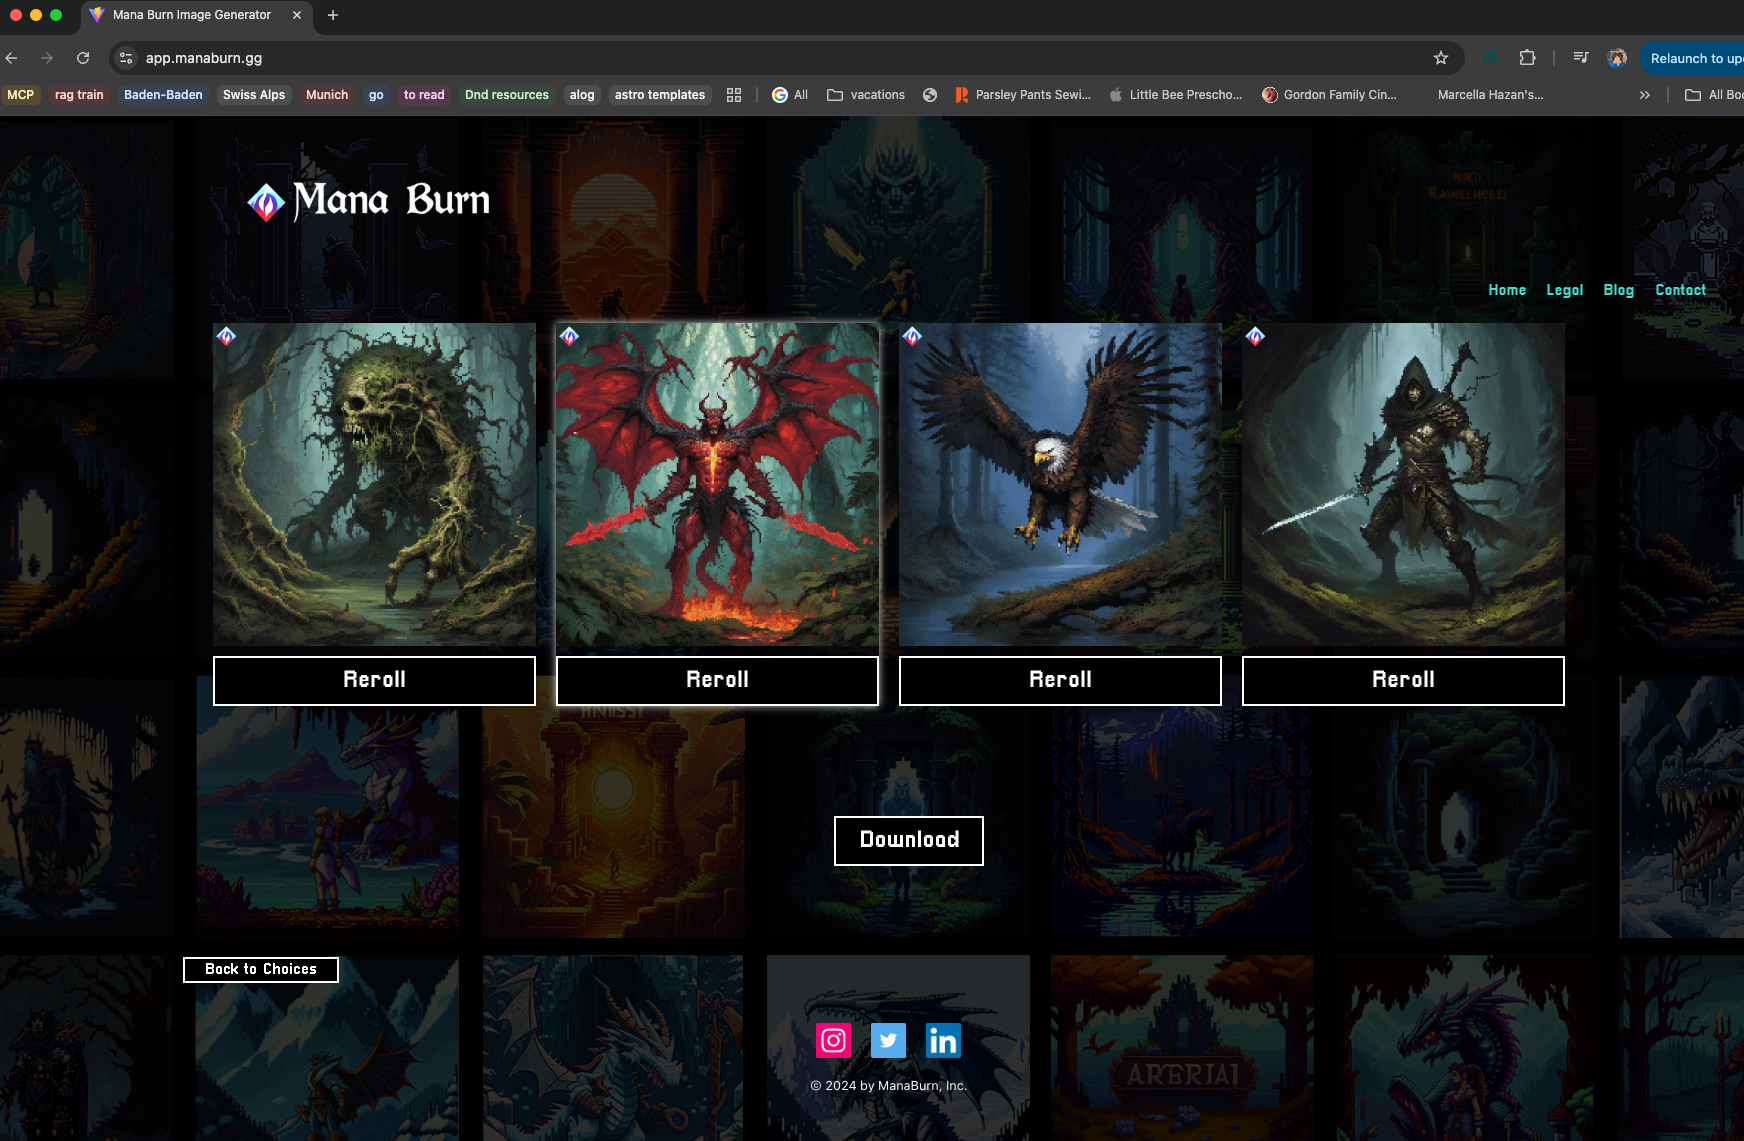 Mana Burn Image Generator
app.manaburn.gg
Relaunch to up
MCP rag train Baden-Baden Swiss Alps Munich go to read Dnd resources alog astro templates All vacations Parsley Pants Sewi... Little Bee Prescho... Gordon Family Cin... Marcella Hazan's... All Boo
Mana Burn
Home Legal Blog Contact
Reroll Reroll Reroll Reroll
Download
Back to Choices
© 2024 by ManaBurn, Inc.